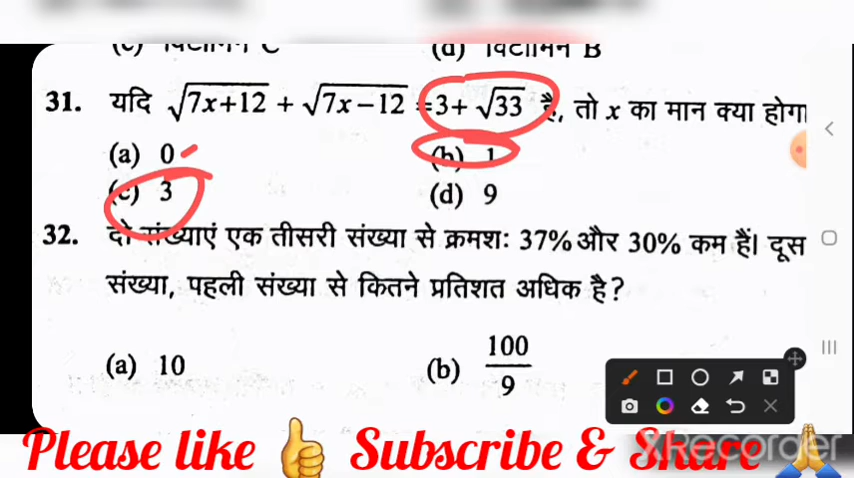 (c) विटामिन C (d) विटामिन B
31. यदि √7x+12 + √7x−12 = 3+ √33 है, तो x का मान क्या होगा
(a) 0 (b) 1
(c) 3 (d) 9
32. दो संख्याएं एक तीसरी संख्या से क्रमशः 37% और 30% कम हैं। दूस
संख्या, पहली संख्या से कितने प्रतिशत अधिक है?
(a) 10 (b) 100/9
Please like 👍 Subscribe & Share 🙏
XRecorder